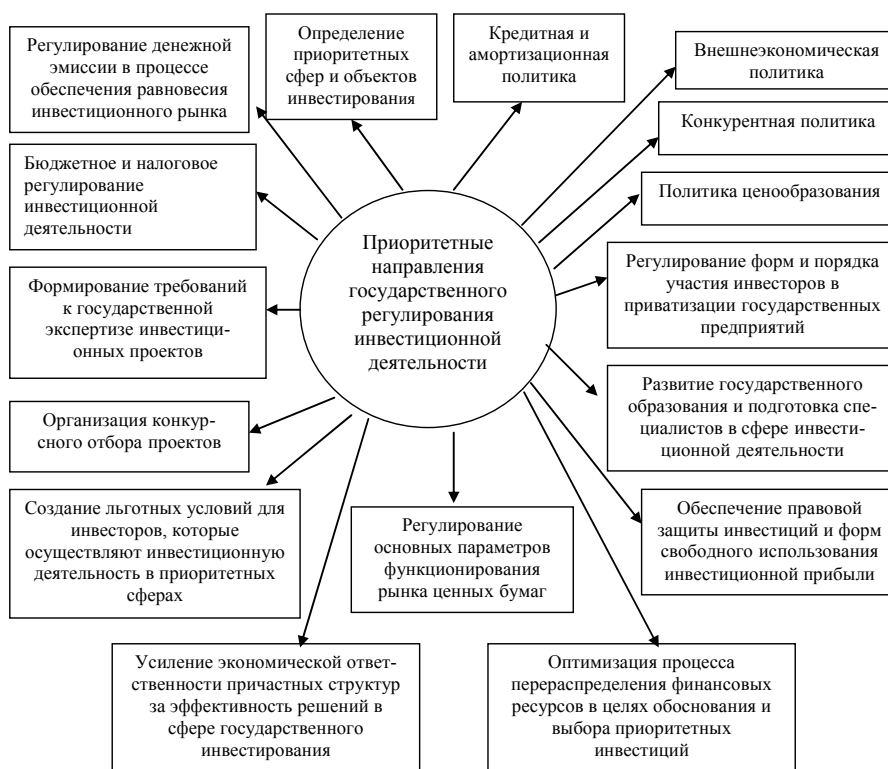 Регулирование денежной
эмиссии в процессе
обеспечения равновесия
инвестиционного рынка
Определение
приоритетных
сфер и объектов
инвестирования
Кредитная и
амортизационная
политика
Внешнеэкономическая
политика
Конкурентная политика
Политика ценообразования
Бюджетное и налоговое
регулирование
инвестиционной
деятельности
Приоритетные
направления
государственного
регулирования
инвестиционной
деятельности
Регулирование форм и порядка
участия инвесторов в
приватизации государственных
предприятий
Формирование требований
к государственной
экспертизе инвестици-
онных проектов
Развитие государственного
образования и подготовка спе-
циалистов в сфере инвести-
ционной деятельности
Организация конкур-
сного отбора проектов
Создание льготных условий для
инвесторов, которые
осуществляют инвестиционную
деятельность в приоритетных
сферах
Регулирование
основных параметров
функционирования
рынка ценных бумаг
Обеспечение правовой
защиты инвестиций и форм
свободного использования
инвестиционной прибыли
Усиление экономической ответ-
ственности причастных структур
за эффективность решений в
сфере государственного
инвестирования
Оптимизация процесса
перераспределения финансовых
ресурсов в целях обоснования и
выбора приоритетных
инвестиций